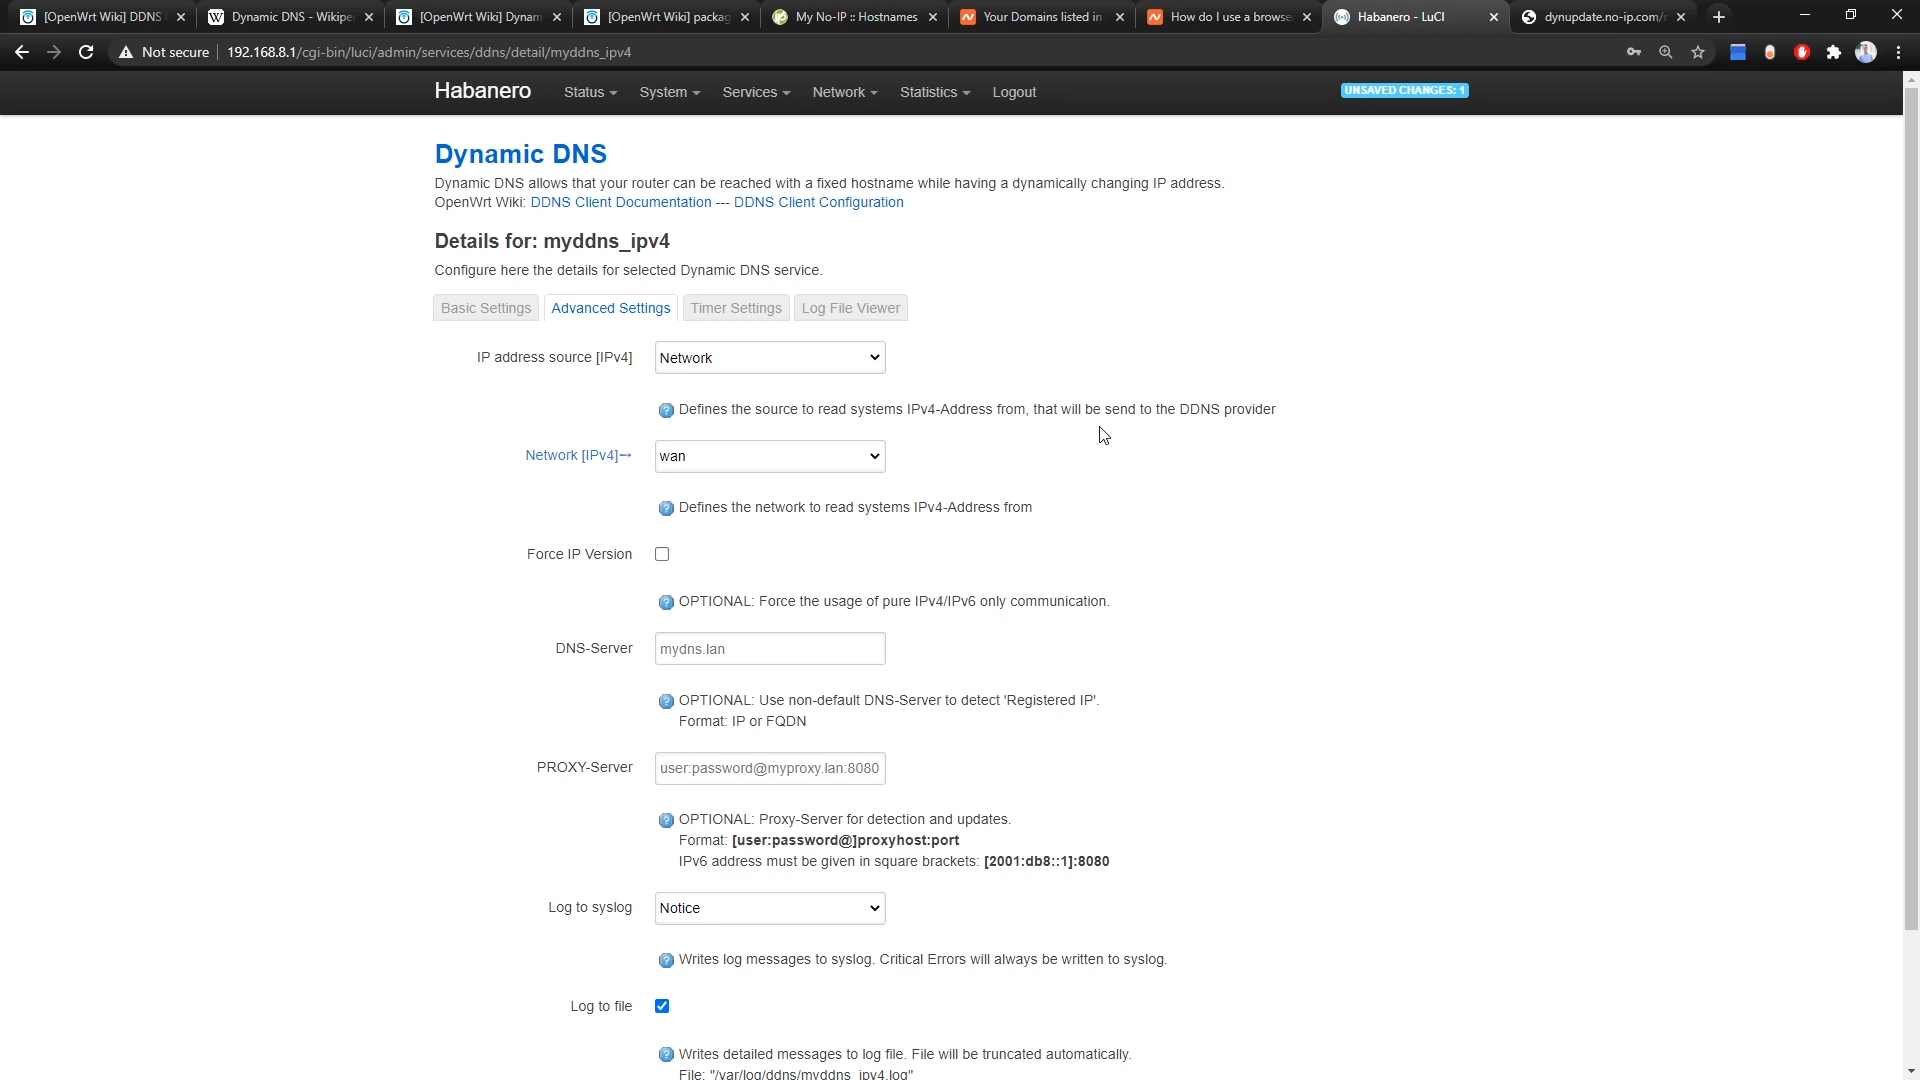 [OpenWrt Wiki] DDNS
Dynamic DNS - Wikipe
[OpenWrt Wiki] Dynam
[OpenWrt Wiki] packag
My No-IP :: Hostnames
Your Domains listed in
How do I use a browse
Habanero - LuCI
dynupdate.no-ip.com/
Not secure
192.168.8.1/cgi-bin/luci/admin/services/ddns/detail/myddns_ipv4
Habanero
Status
System
Services
Network
Statistics
Logout
UNSAVED CHANGES: 1
Dynamic DNS
Dynamic DNS allows that your router can be reached with a fixed hostname while having a dynamically changing IP address.
OpenWrt Wiki: DDNS Client Documentation --- DDNS Client Configuration
Details for: myddns_ipv4
Configure here the details for selected Dynamic DNS service.
Basic Settings
Advanced Settings
Timer Settings
Log File Viewer
IP address source [IPv4]
Network
Defines the source to read systems IPv4-Address from, that will be send to the DDNS provider
Network [IPv4]
wan
Defines the network to read systems IPv4-Address from
Force IP Version
OPTIONAL: Force the usage of pure IPv4/IPv6 only communication.
DNS-Server
mydns.lan
OPTIONAL: Use non-default DNS-Server to detect 'Registered IP'.
Format: IP or FQDN
PROXY-Server
user:password@myproxy.lan:8080
OPTIONAL: Proxy-Server for detection and updates.
Format: [user:password@]proxyhost:port
IPv6 address must be given in square brackets: [2001:db8::1]:8080
Log to syslog
Notice
Writes log messages to syslog. Critical Errors will always be written to syslog.
Log to file
Writes detailed messages to log file. File will be truncated automatically.
File: "/var/log/ddns/myddns_ipv4.log"